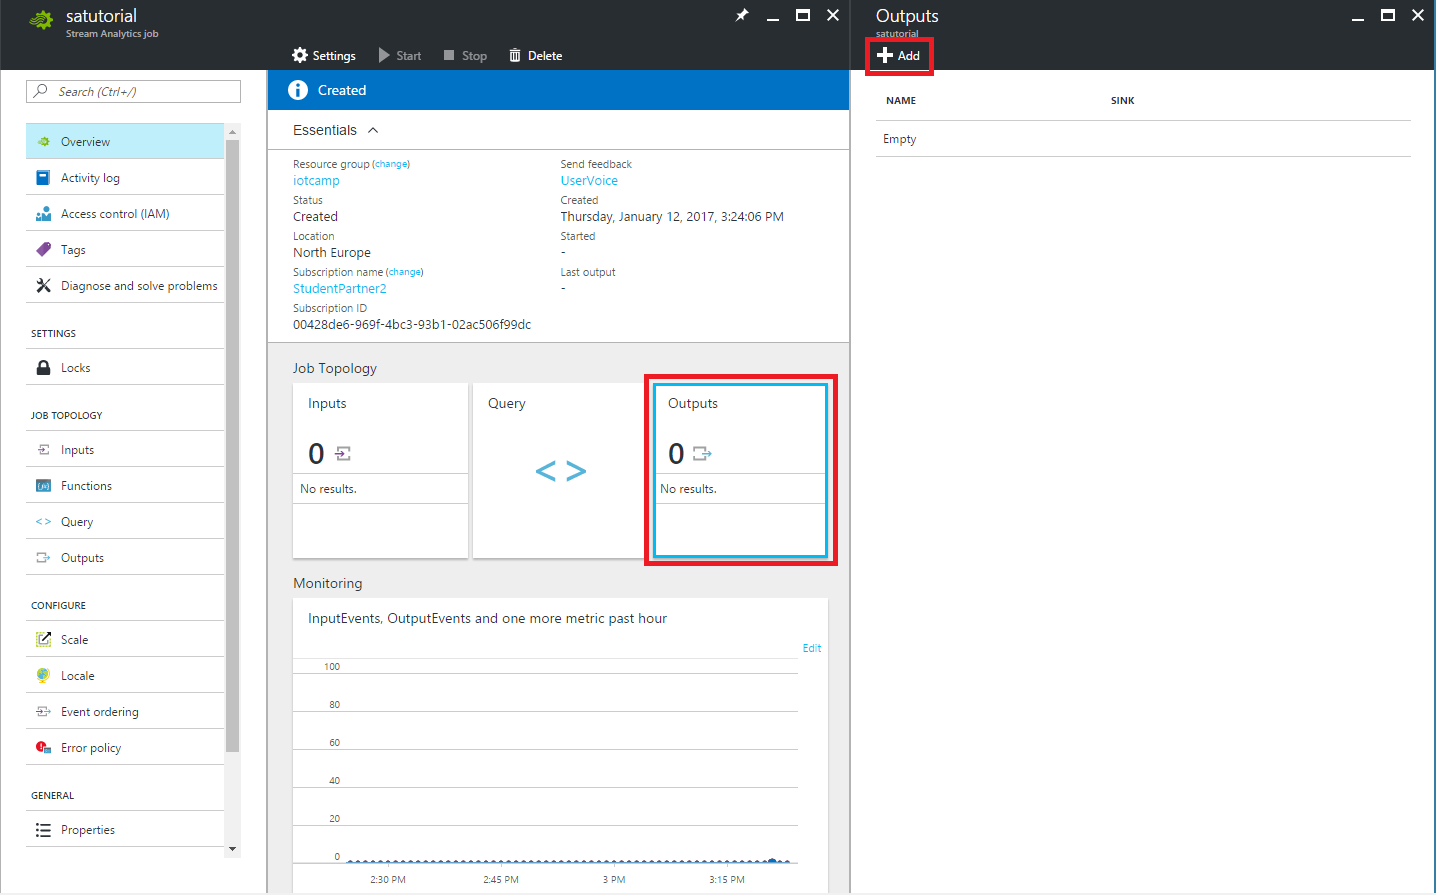 satutorial
Stream Analytics job
Settings
Start
Stop
Delete
Search (Ctrl+/)
Overview
Activity log
Access control (IAM)
Tags
Diagnose and solve problems
SETTINGS
Locks
JOB TOPOLOGY
Inputs
Functions
Query
Outputs
CONFIGURE
Scale
Locale
Event ordering
Error policy
GENERAL
Properties
Created
Essentials
Resource group (change)
iotcamp
Status
Created
Location
North Europe
Subscription name (change)
StudentPartner2
Subscription ID
00428de6-969f-4bc3-93b1-02ac506f99dc
Send feedback
UserVoice
Created
Thursday, January 12, 2017, 3:24:06 PM
Started
-
Last output
-
Job Topology
Inputs
0
No results.
Query
< >
Outputs
0
No results.
Monitoring
InputEvents, OutputEvents and one more metric past hour
Edit
100
80
60
40
20
0
2:30 PM
2:45 PM
3 PM
3:15 PM
Outputs
satutorial
Add
NAME
SINK
Empty